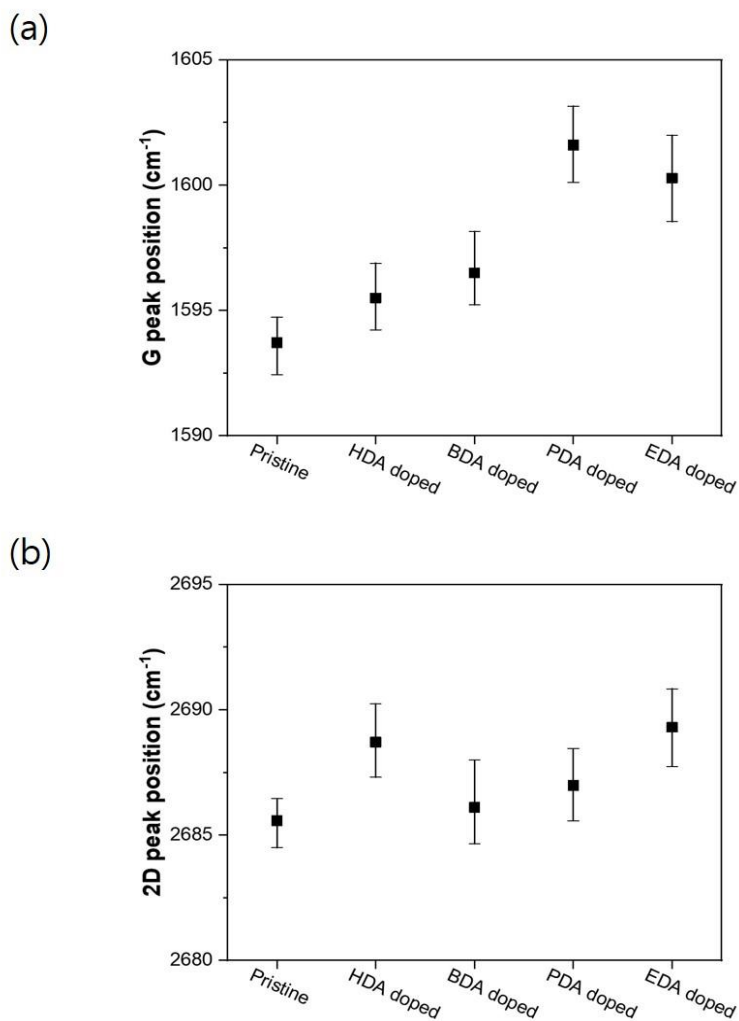 (a)
G peak position (cm⁻¹)
1605
1600
1595
1590
Pristine
HDA doped
BDA doped
PDA doped
EDA doped
(b)
2D peak position (cm⁻¹)
2695
2690
2685
2680
Pristine
HDA doped
BDA doped
PDA doped
EDA doped